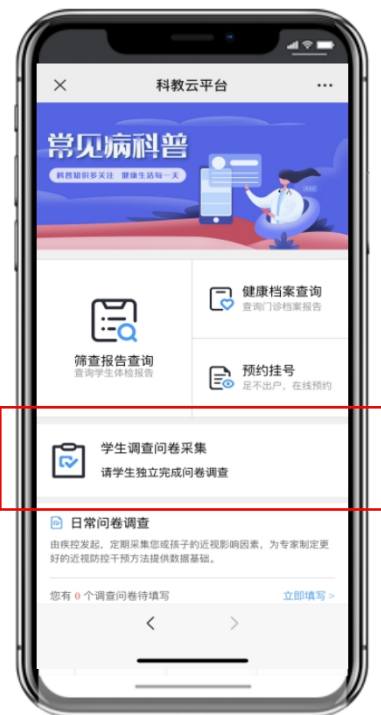 科教云平台
常见病科普
科普知识多关注 健康生活每一天
筛查报告查询
查询学生体检报告
健康档案查询
查询门诊档案报告
预约挂号
足不出户，在线预约
学生调查问卷采集
请学生独立完成问卷调查
日常问卷调查
由疾控发起，定期采集您或孩子的近视影响因素，为专家制定更
好的近视防控干预方法提供数据基础。
您有 0 个调查问卷待填写
立即填写 >